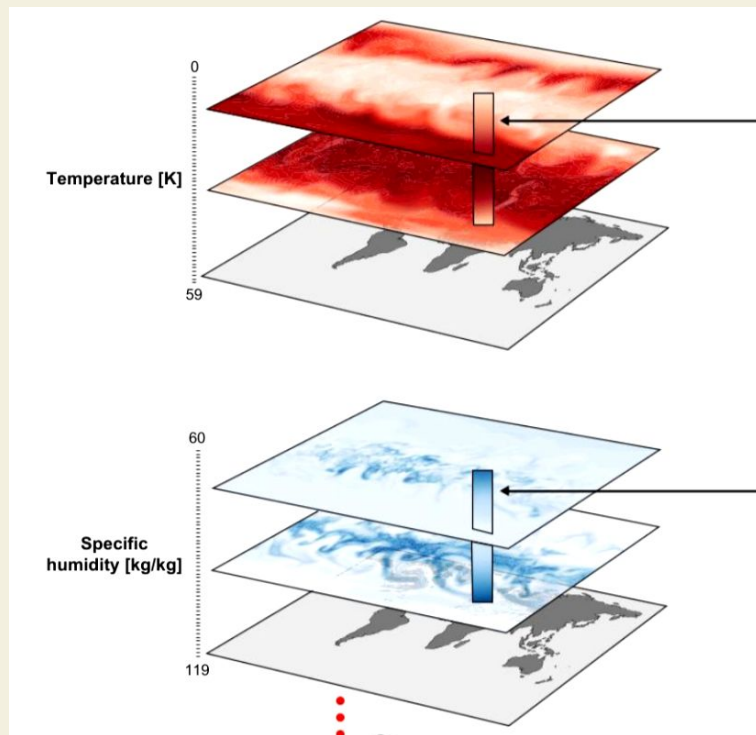 0
Temperature [K]
59
60
Specific
humidity [kg/kg]
119